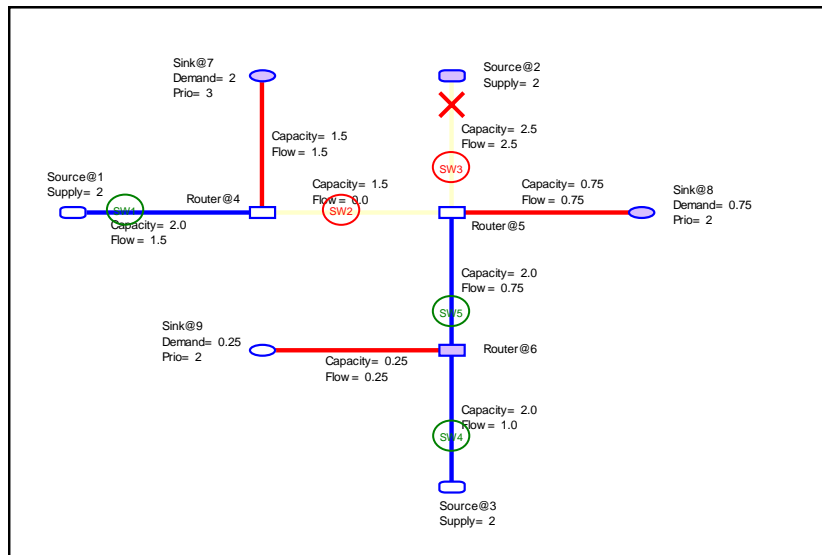 Sink@7
Demand= 2
Prio= 3
Source@2
Supply= 2
Capacity= 1.5
Flow = 1.5
Capacity= 2.5
Flow = 2.5
SW3
Source@1
Supply= 2
Router@4
SW1
Capacity= 2.0
Flow = 1.5
Capacity= 1.5
Flow = 0.0
SW2
Capacity= 0.75
Flow = 0.75
Router@5
Sink@8
Demand= 0.75
Prio= 2
Capacity= 2.0
Flow = 0.75
SW5
Sink@9
Demand= 0.25
Prio= 2
Capacity= 0.25
Flow = 0.25
Router@6
Capacity= 2.0
Flow = 1.0
SW4
Source@3
Supply= 2